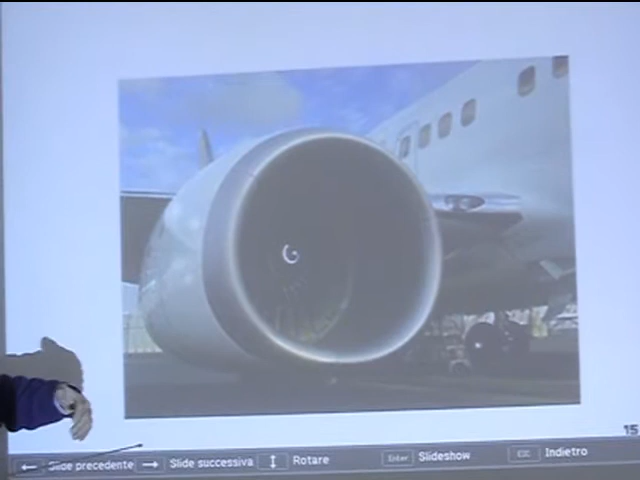 15
← Slide precedente → Slide successiva ↕ Rotare Enter Slideshow ESC Indietro